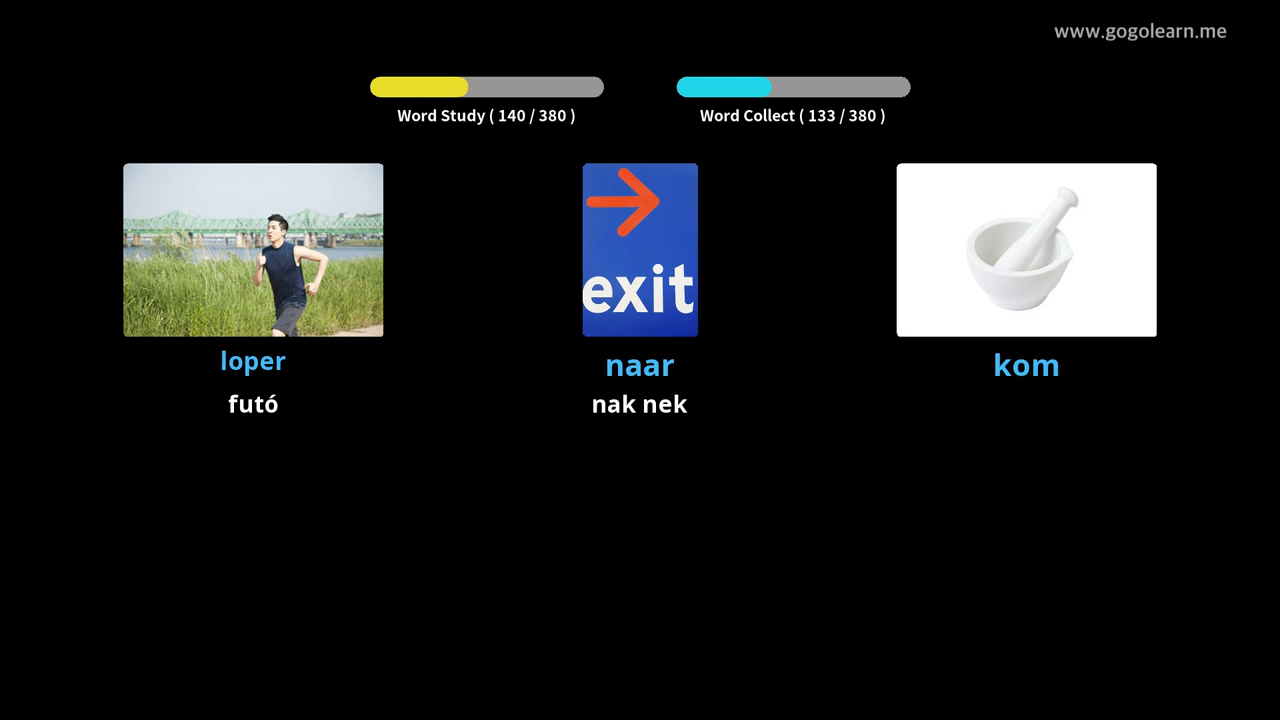 www.gogolearn.me
Word Study ( 140 / 380 )
Word Collect ( 133 / 380 )
exit
loper
naar
kom
futó
nak nek